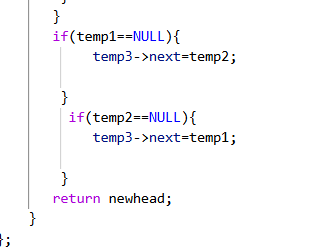 }
}
if(temp1==NULL){
temp3->next=temp2;
}
if(temp2==NULL){
temp3->next=temp1;
}
return newhead;
}
};